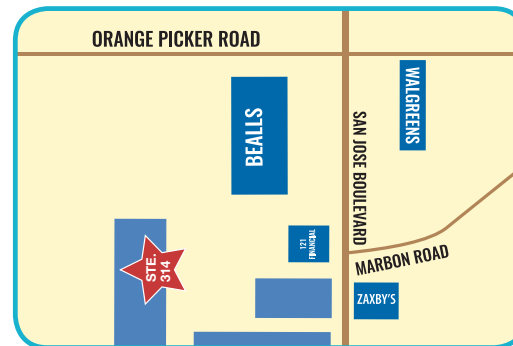 ORANGE PICKER ROAD
BEALLS
WALGREENS
SAN JOSE BOULEVARD
121
FINANCIAL
STE.
314
MARBON ROAD
ZAXBY'S